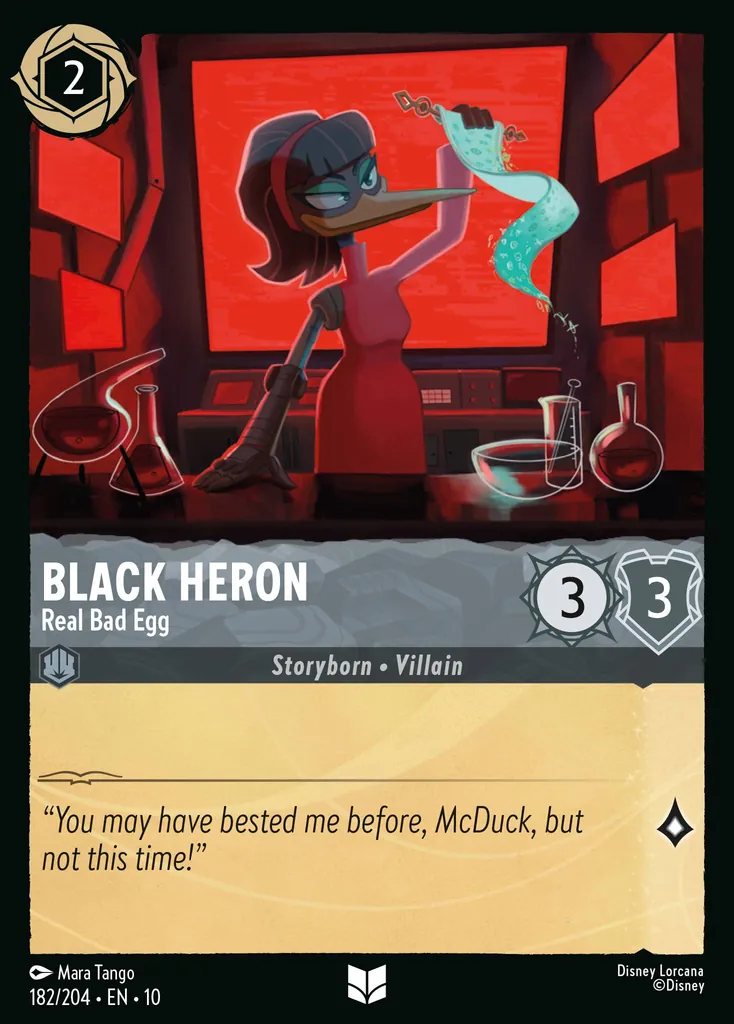 2
BLACK HERON
Real Bad Egg
3
3
Storyborn • Villain
“You may have bested me before, McDuck, but
not this time!”
Mara Tango
Disney Lorcana
182/204 • EN • 10
©Disney